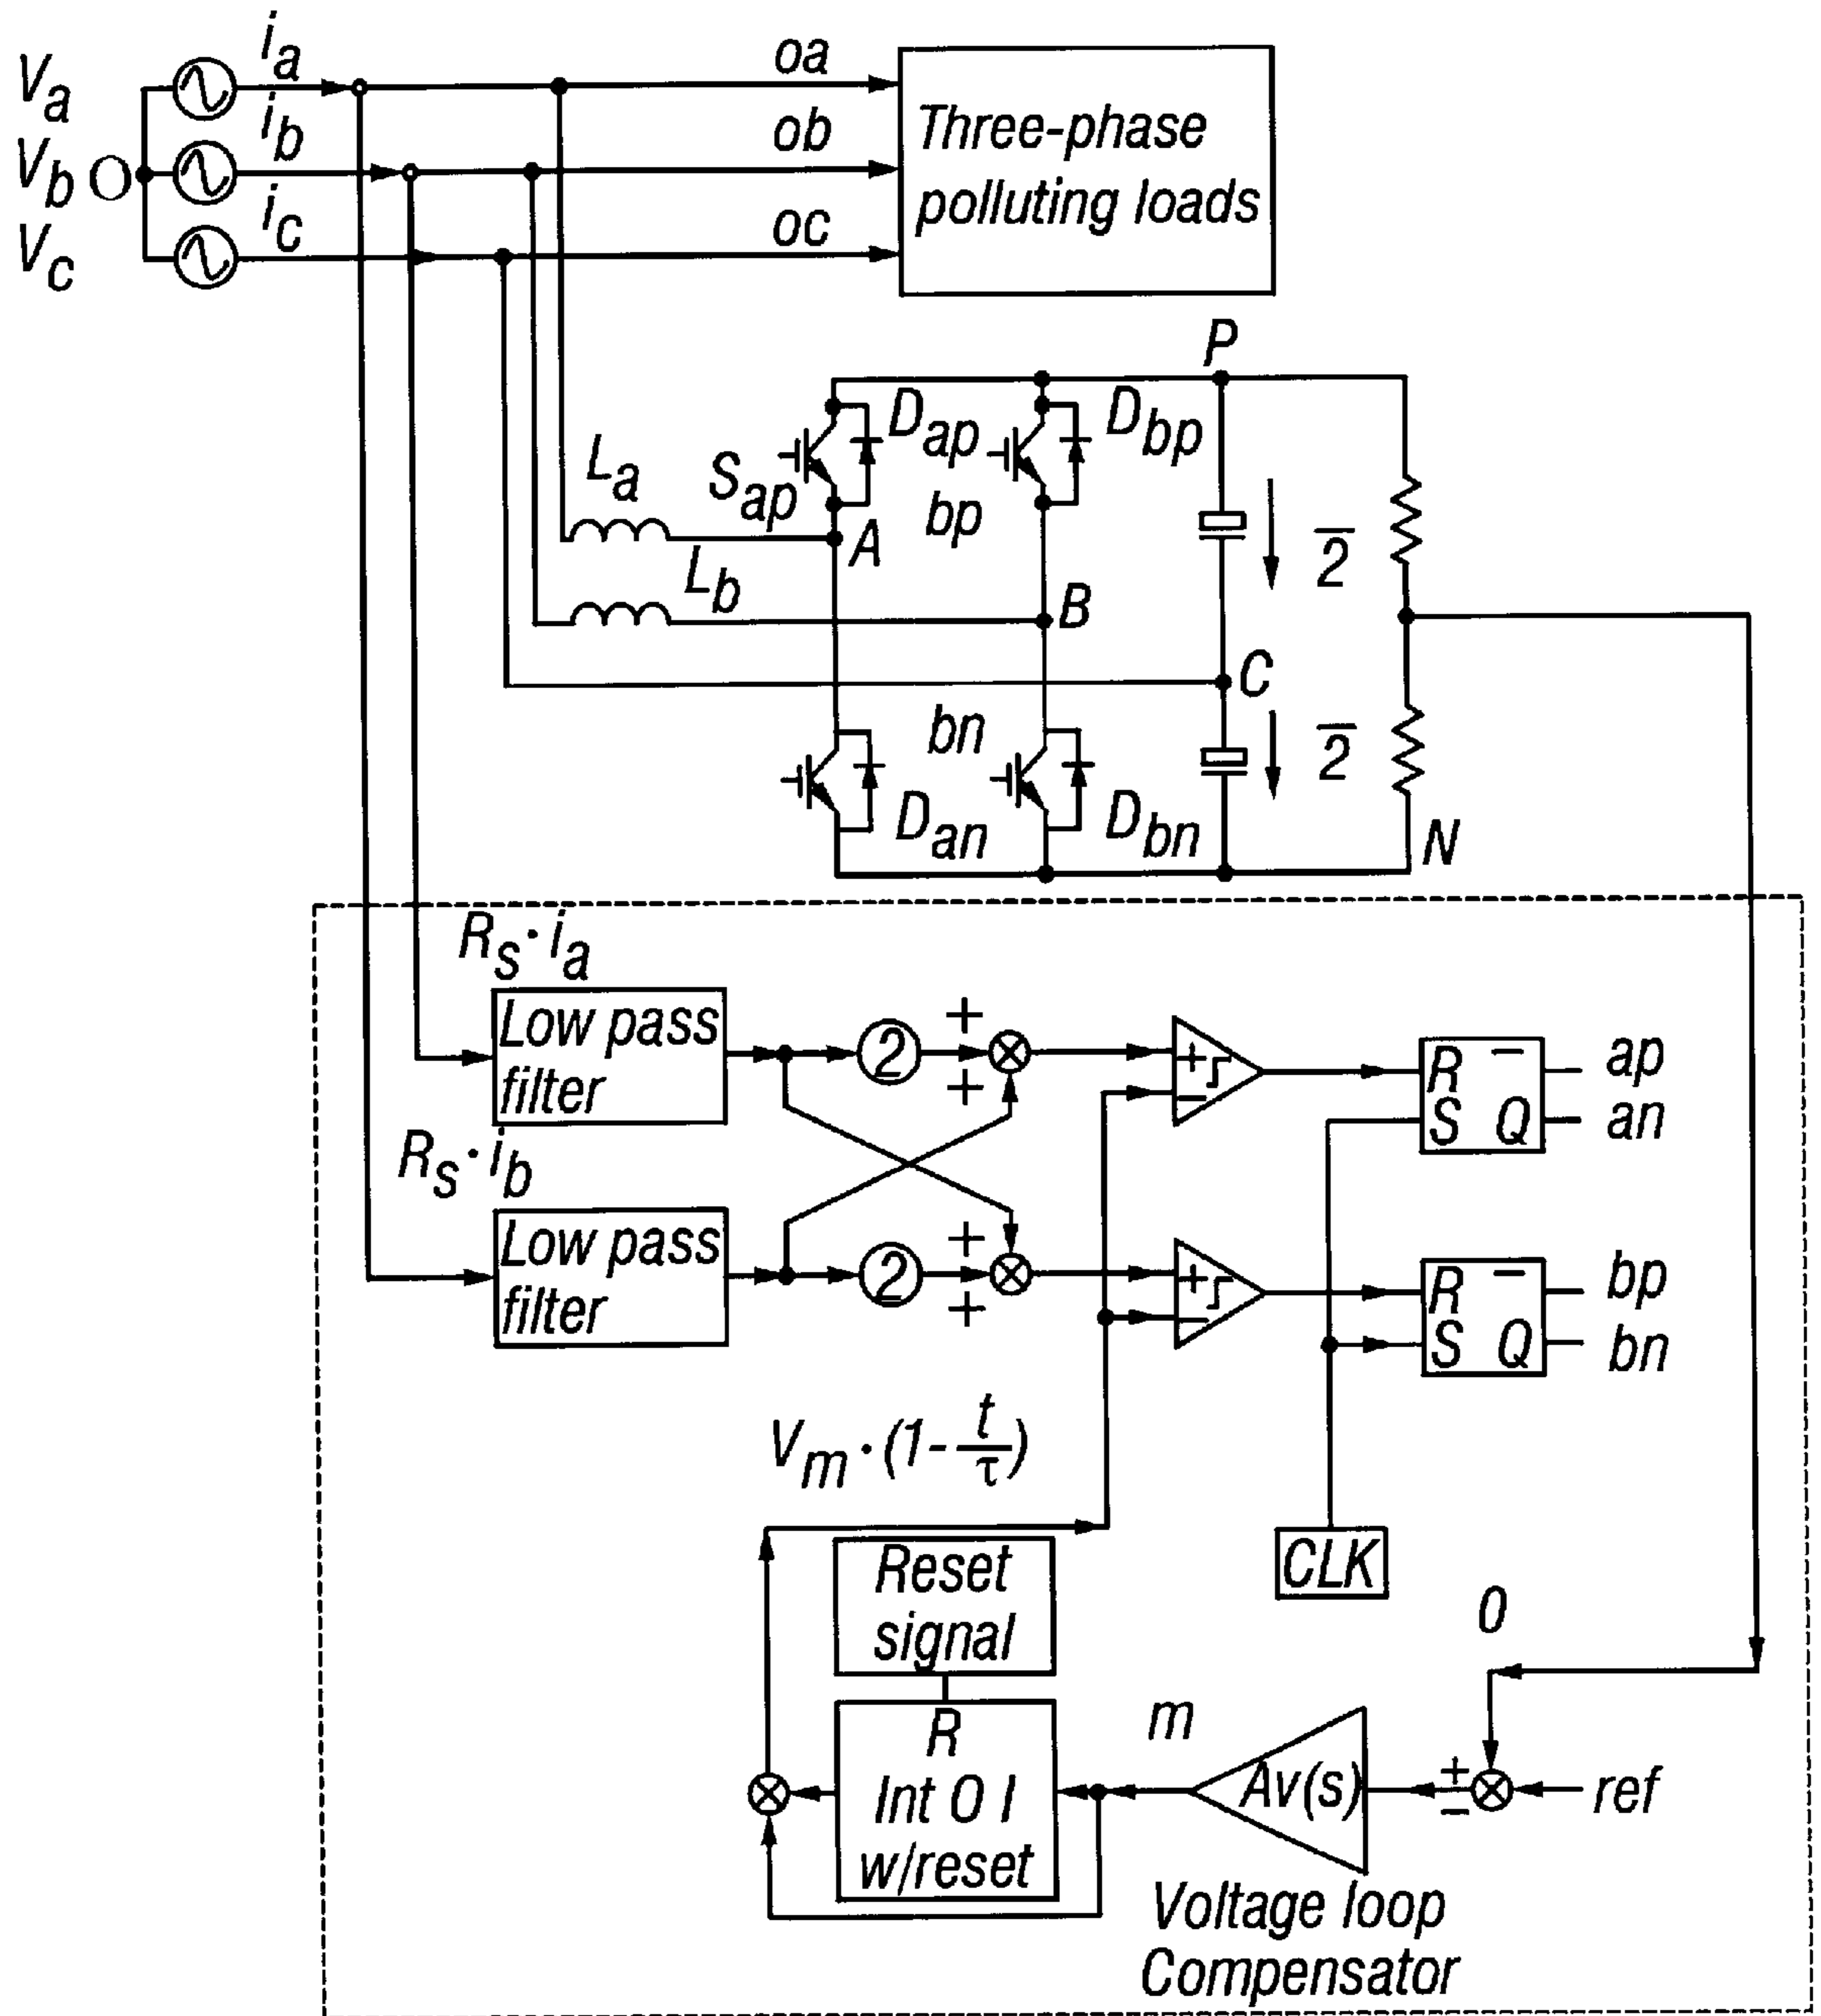 Va
ia
oa
Vb
ib
ob
Vc
ic
oc
Three-phase
polluting loads
P
Dap
Dbp
La
Sap
bp
A
2
Lb
B
C
bn
2
Dan
Dbn
N
Rs·ia
Low pass
filter
2
+
+
+
-
R
S Q
ap
an
Rs·ib
Low pass
filter
2
+
+
+
-
R
S Q
bp
bn
Vm·(1-t/τ)
CLK
Reset
signal
0
R
Int O I
w/reset
m
Av(s)
+
-
ref
Voltage loop
Compensator